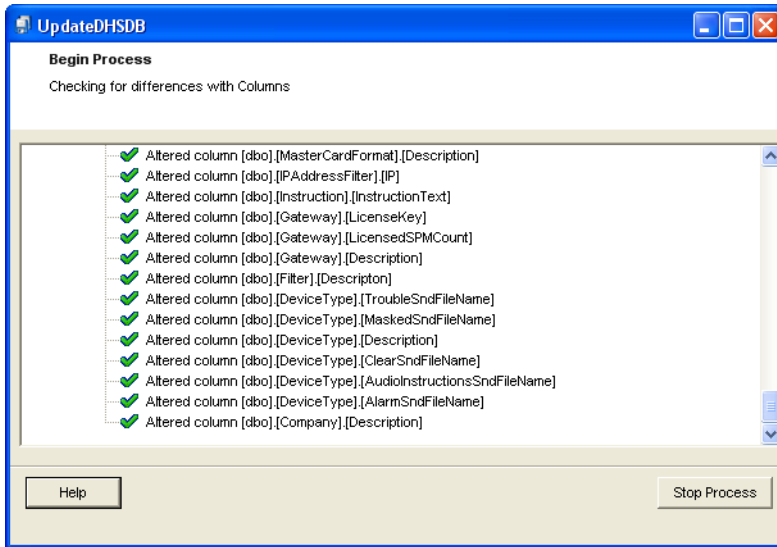 UpdateDHSDB
Begin Process
Checking for differences with Columns
Altered column [dbo].[MasterCardFormat].[Description]
Altered column [dbo].[IPAddressFilter].[IP]
Altered column [dbo].[Instruction].[InstructionText]
Altered column [dbo].[Gateway].[LicenseKey]
Altered column [dbo].[Gateway].[LicensedSPMCount]
Altered column [dbo].[Gateway].[Description]
Altered column [dbo].[Filter].[Descripton]
Altered column [dbo].[DeviceType].[TroubleSndFileName]
Altered column [dbo].[DeviceType].[MaskedSndFileName]
Altered column [dbo].[DeviceType].[Description]
Altered column [dbo].[DeviceType].[ClearSndFileName]
Altered column [dbo].[DeviceType].[AudioInstructionsSndFileName]
Altered column [dbo].[DeviceType].[AlarmSndFileName]
Altered column [dbo].[Company].[Description]
Help
Stop Process